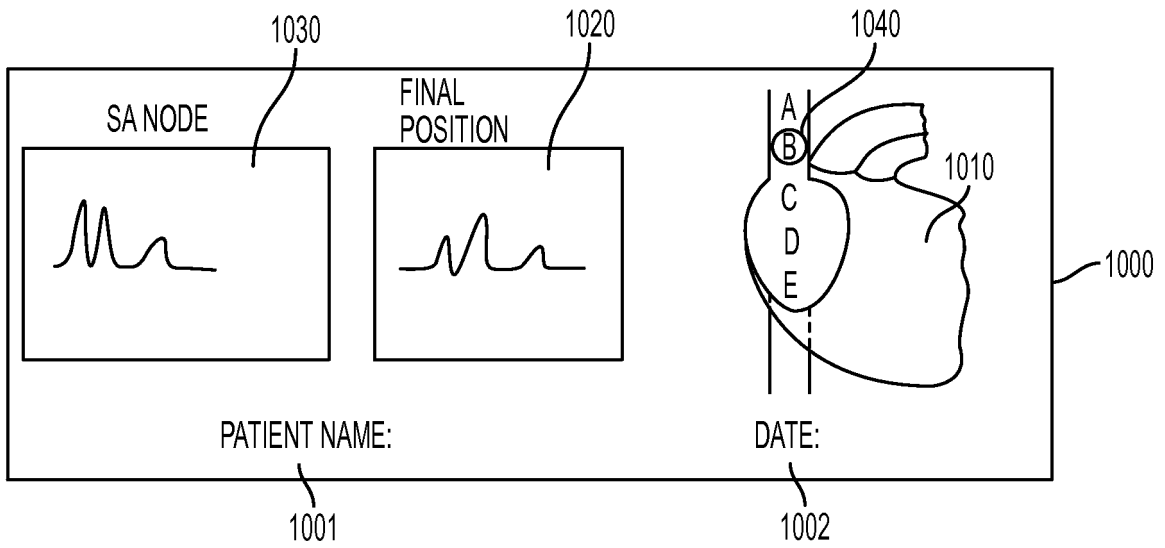 1030
1020
1040
SA NODE
FINAL
POSITION
A
B
C
D
E
1010
1000
PATIENT NAME:
DATE:
1001
1002